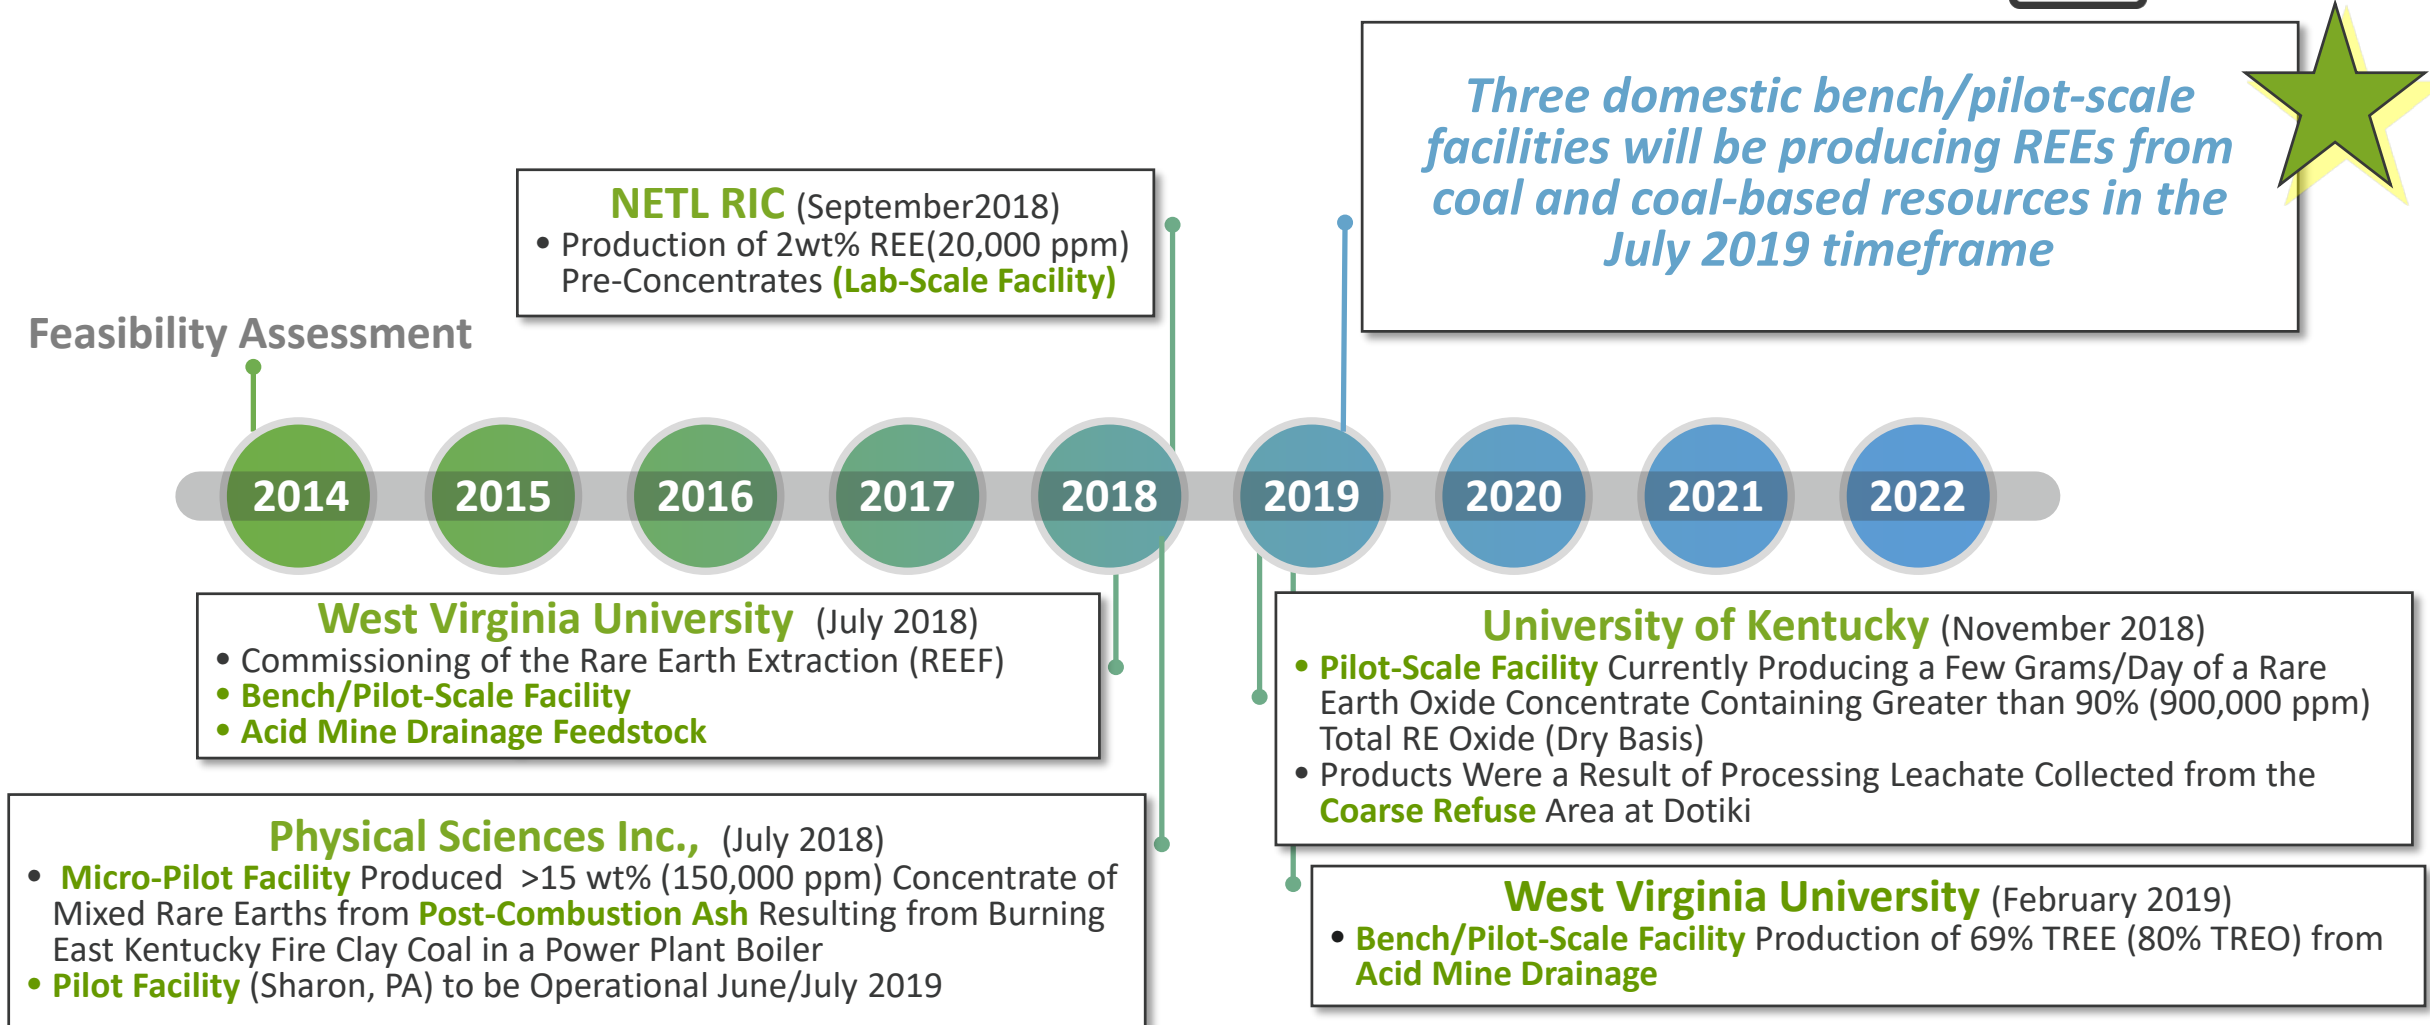 Three domestic bench/pilot-scale
facilities will be producing REEs from
coal and coal-based resources in the
July 2019 timeframe
NETL RIC (September2018)
• Production of 2wt% REE(20,000 ppm)
Pre-Concentrates (Lab-Scale Facility)
Feasibility Assessment
2014 2015 2016 2017 2018 2019 2020 2021 2022
West Virginia University (July 2018)
• Commissioning of the Rare Earth Extraction (REEF)
• Bench/Pilot-Scale Facility
• Acid Mine Drainage Feedstock
Physical Sciences Inc., (July 2018)
• Micro-Pilot Facility Produced >15 wt% (150,000 ppm) Concentrate of
Mixed Rare Earths from Post-Combustion Ash Resulting from Burning
East Kentucky Fire Clay Coal in a Power Plant Boiler
• Pilot Facility (Sharon, PA) to be Operational June/July 2019
University of Kentucky (November 2018)
• Pilot-Scale Facility Currently Producing a Few Grams/Day of a Rare
Earth Oxide Concentrate Containing Greater than 90% (900,000 ppm)
Total RE Oxide (Dry Basis)
• Products Were a Result of Processing Leachate Collected from the
Coarse Refuse Area at Dotiki
West Virginia University (February 2019)
• Bench/Pilot-Scale Facility Production of 69% TREE (80% TREO) from
Acid Mine Drainage